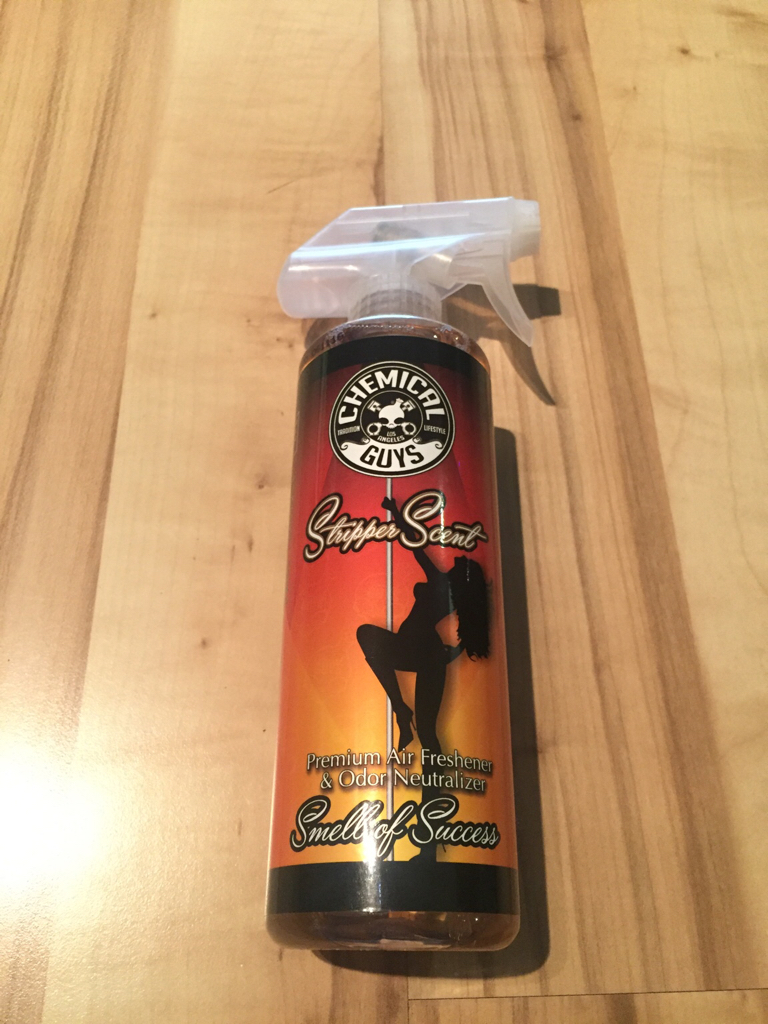 CHEMICAL
TRADITION
LOS
ANGELES
LIFESTYLE
GUYS
Stripper Scent
Premium Air Freshener
& Odor Neutralizer
Smell of Success